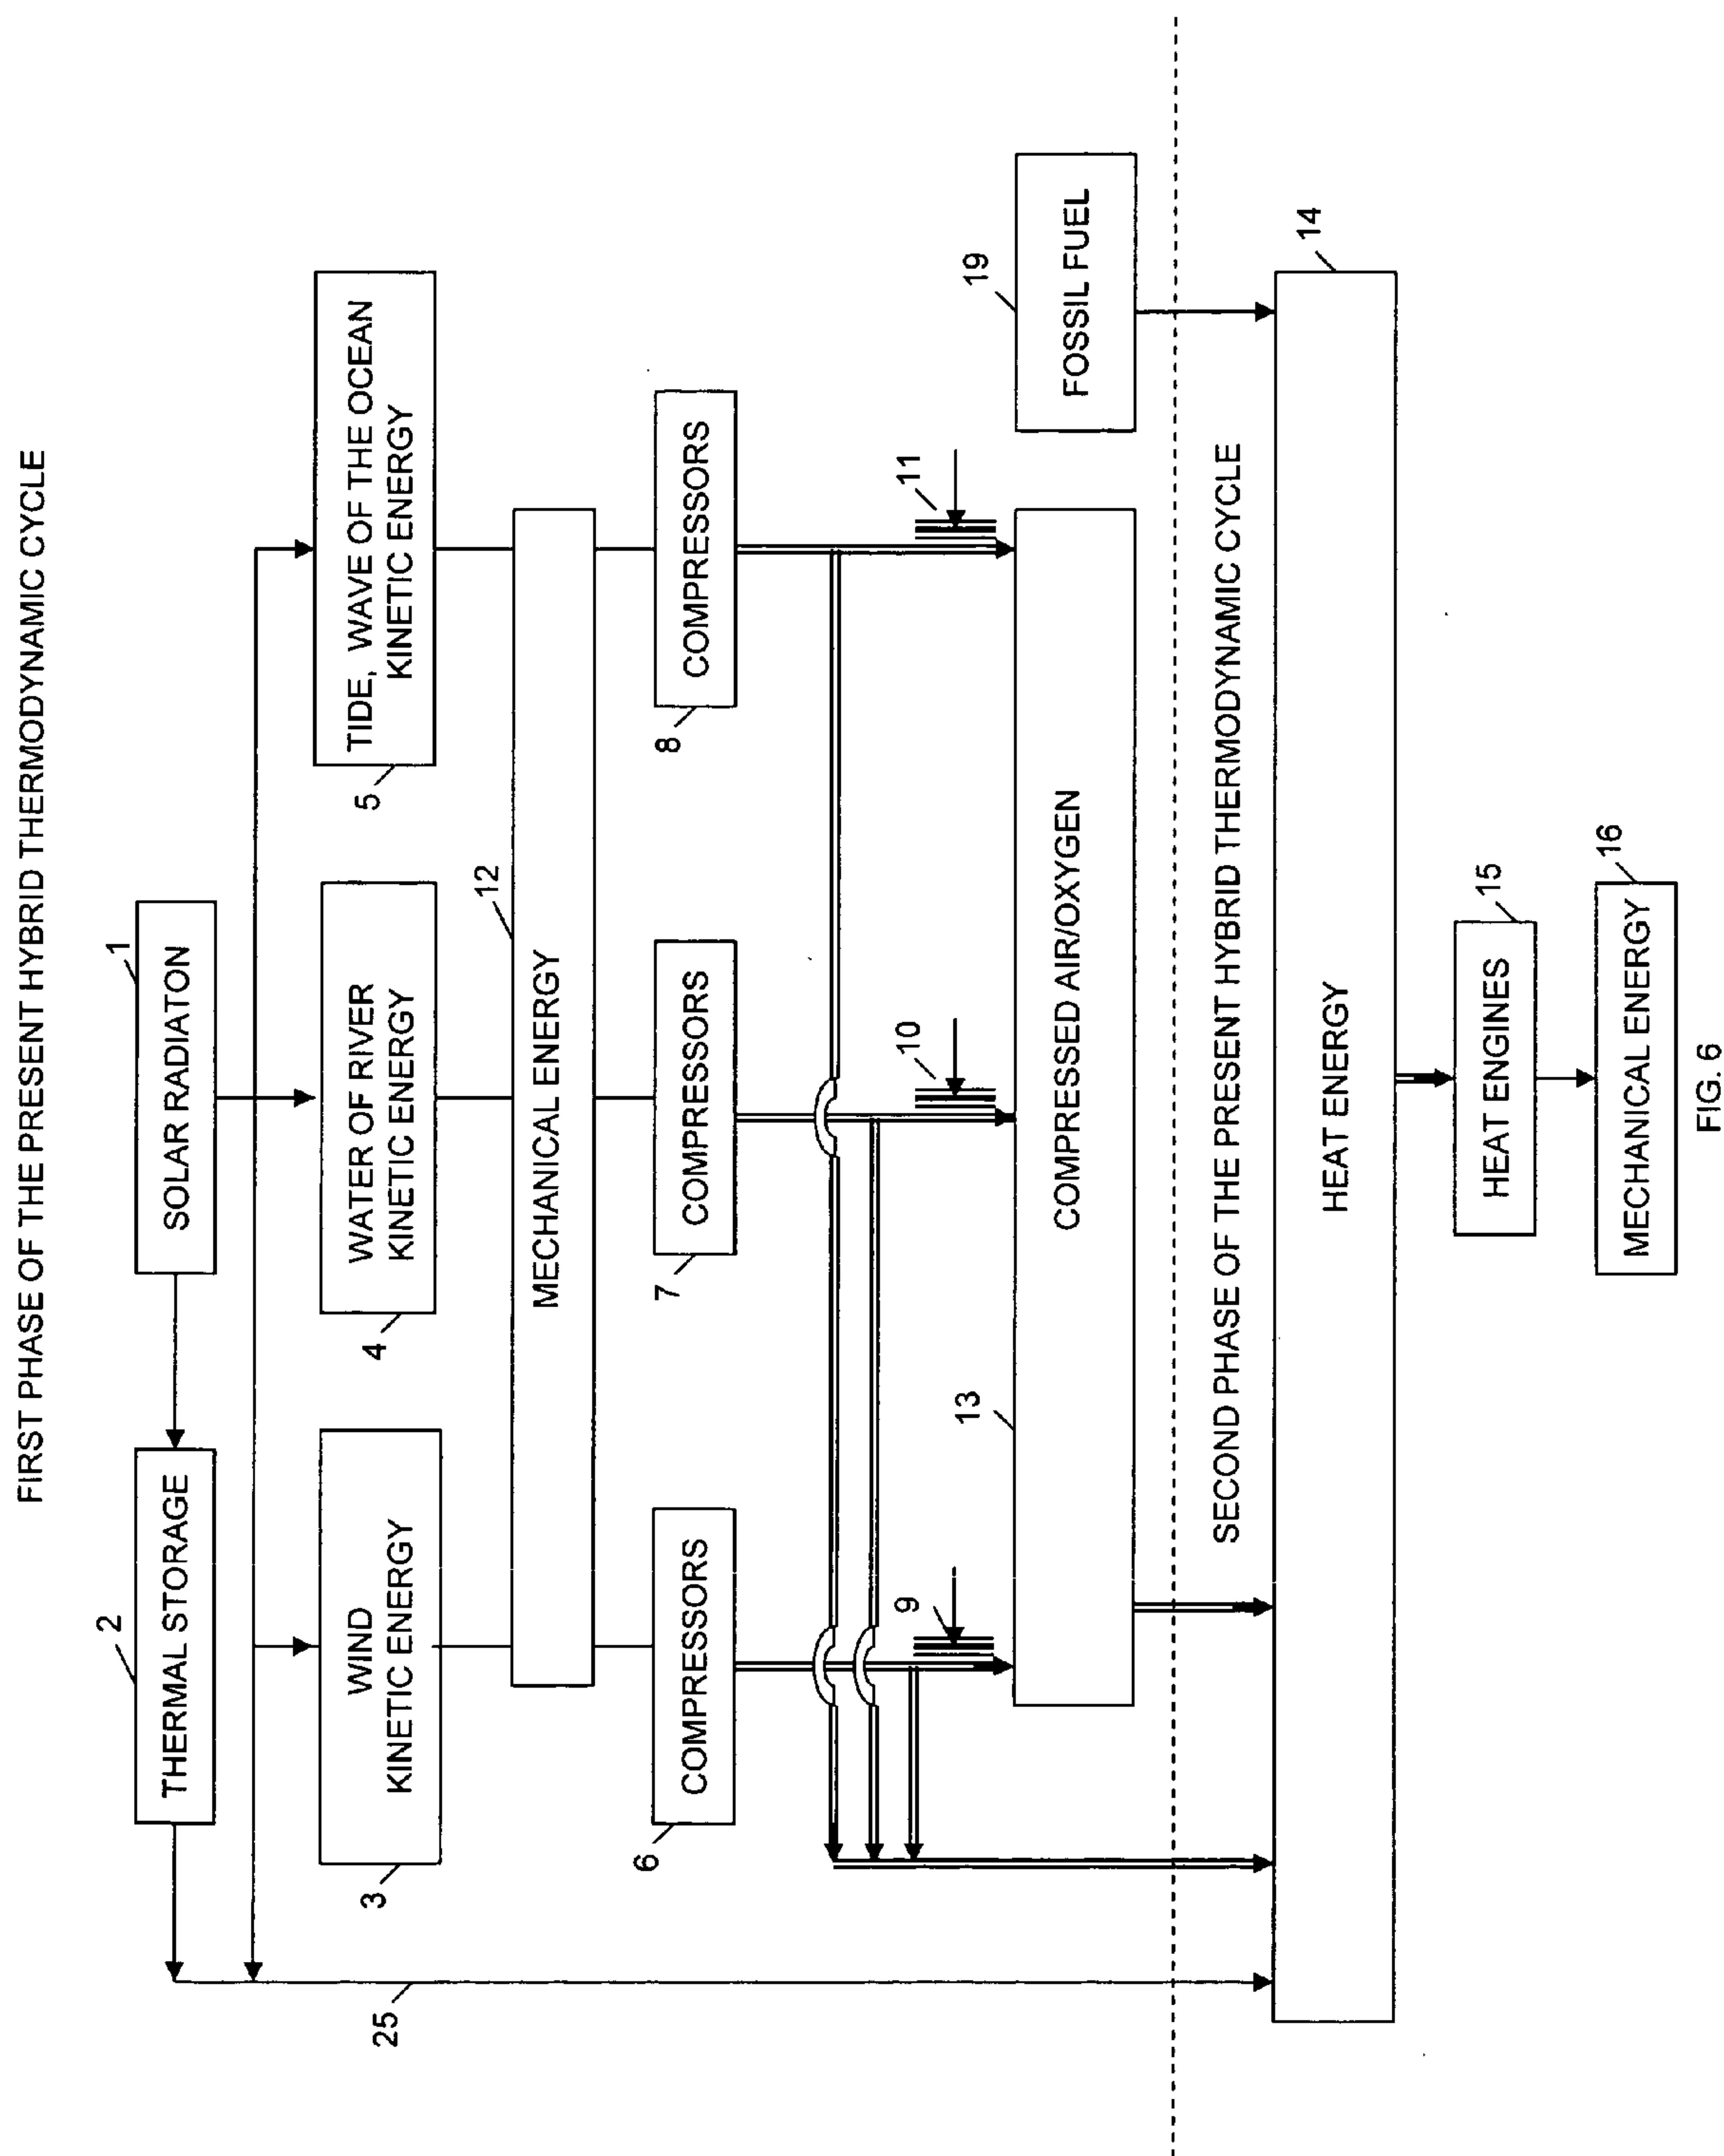 FIRST PHASE OF THE PRESENT HYBRID THERMODYNAMIC CYCLE
2
1
THERMAL STORAGE
SOLAR RADIATON
WIND
KINETIC ENERGY
3
WATER OF RIVER
KINETIC ENERGY
4
TIDE, WAVE OF THE OCEAN
KINETIC ENERGY
5
25
12
MECHANICAL ENERGY
COMPRESSORS
6
COMPRESSORS
7
COMPRESSORS
8
9
10
11
13
COMPRESSED AIR/OXYGEN
19
FOSSIL FUEL
SECOND PHASE OF THE PRESENT HYBRID THERMODYNAMIC CYCLE
14
HEAT ENERGY
15
HEAT ENGINES
16
MECHANICAL ENERGY
FIG. 6